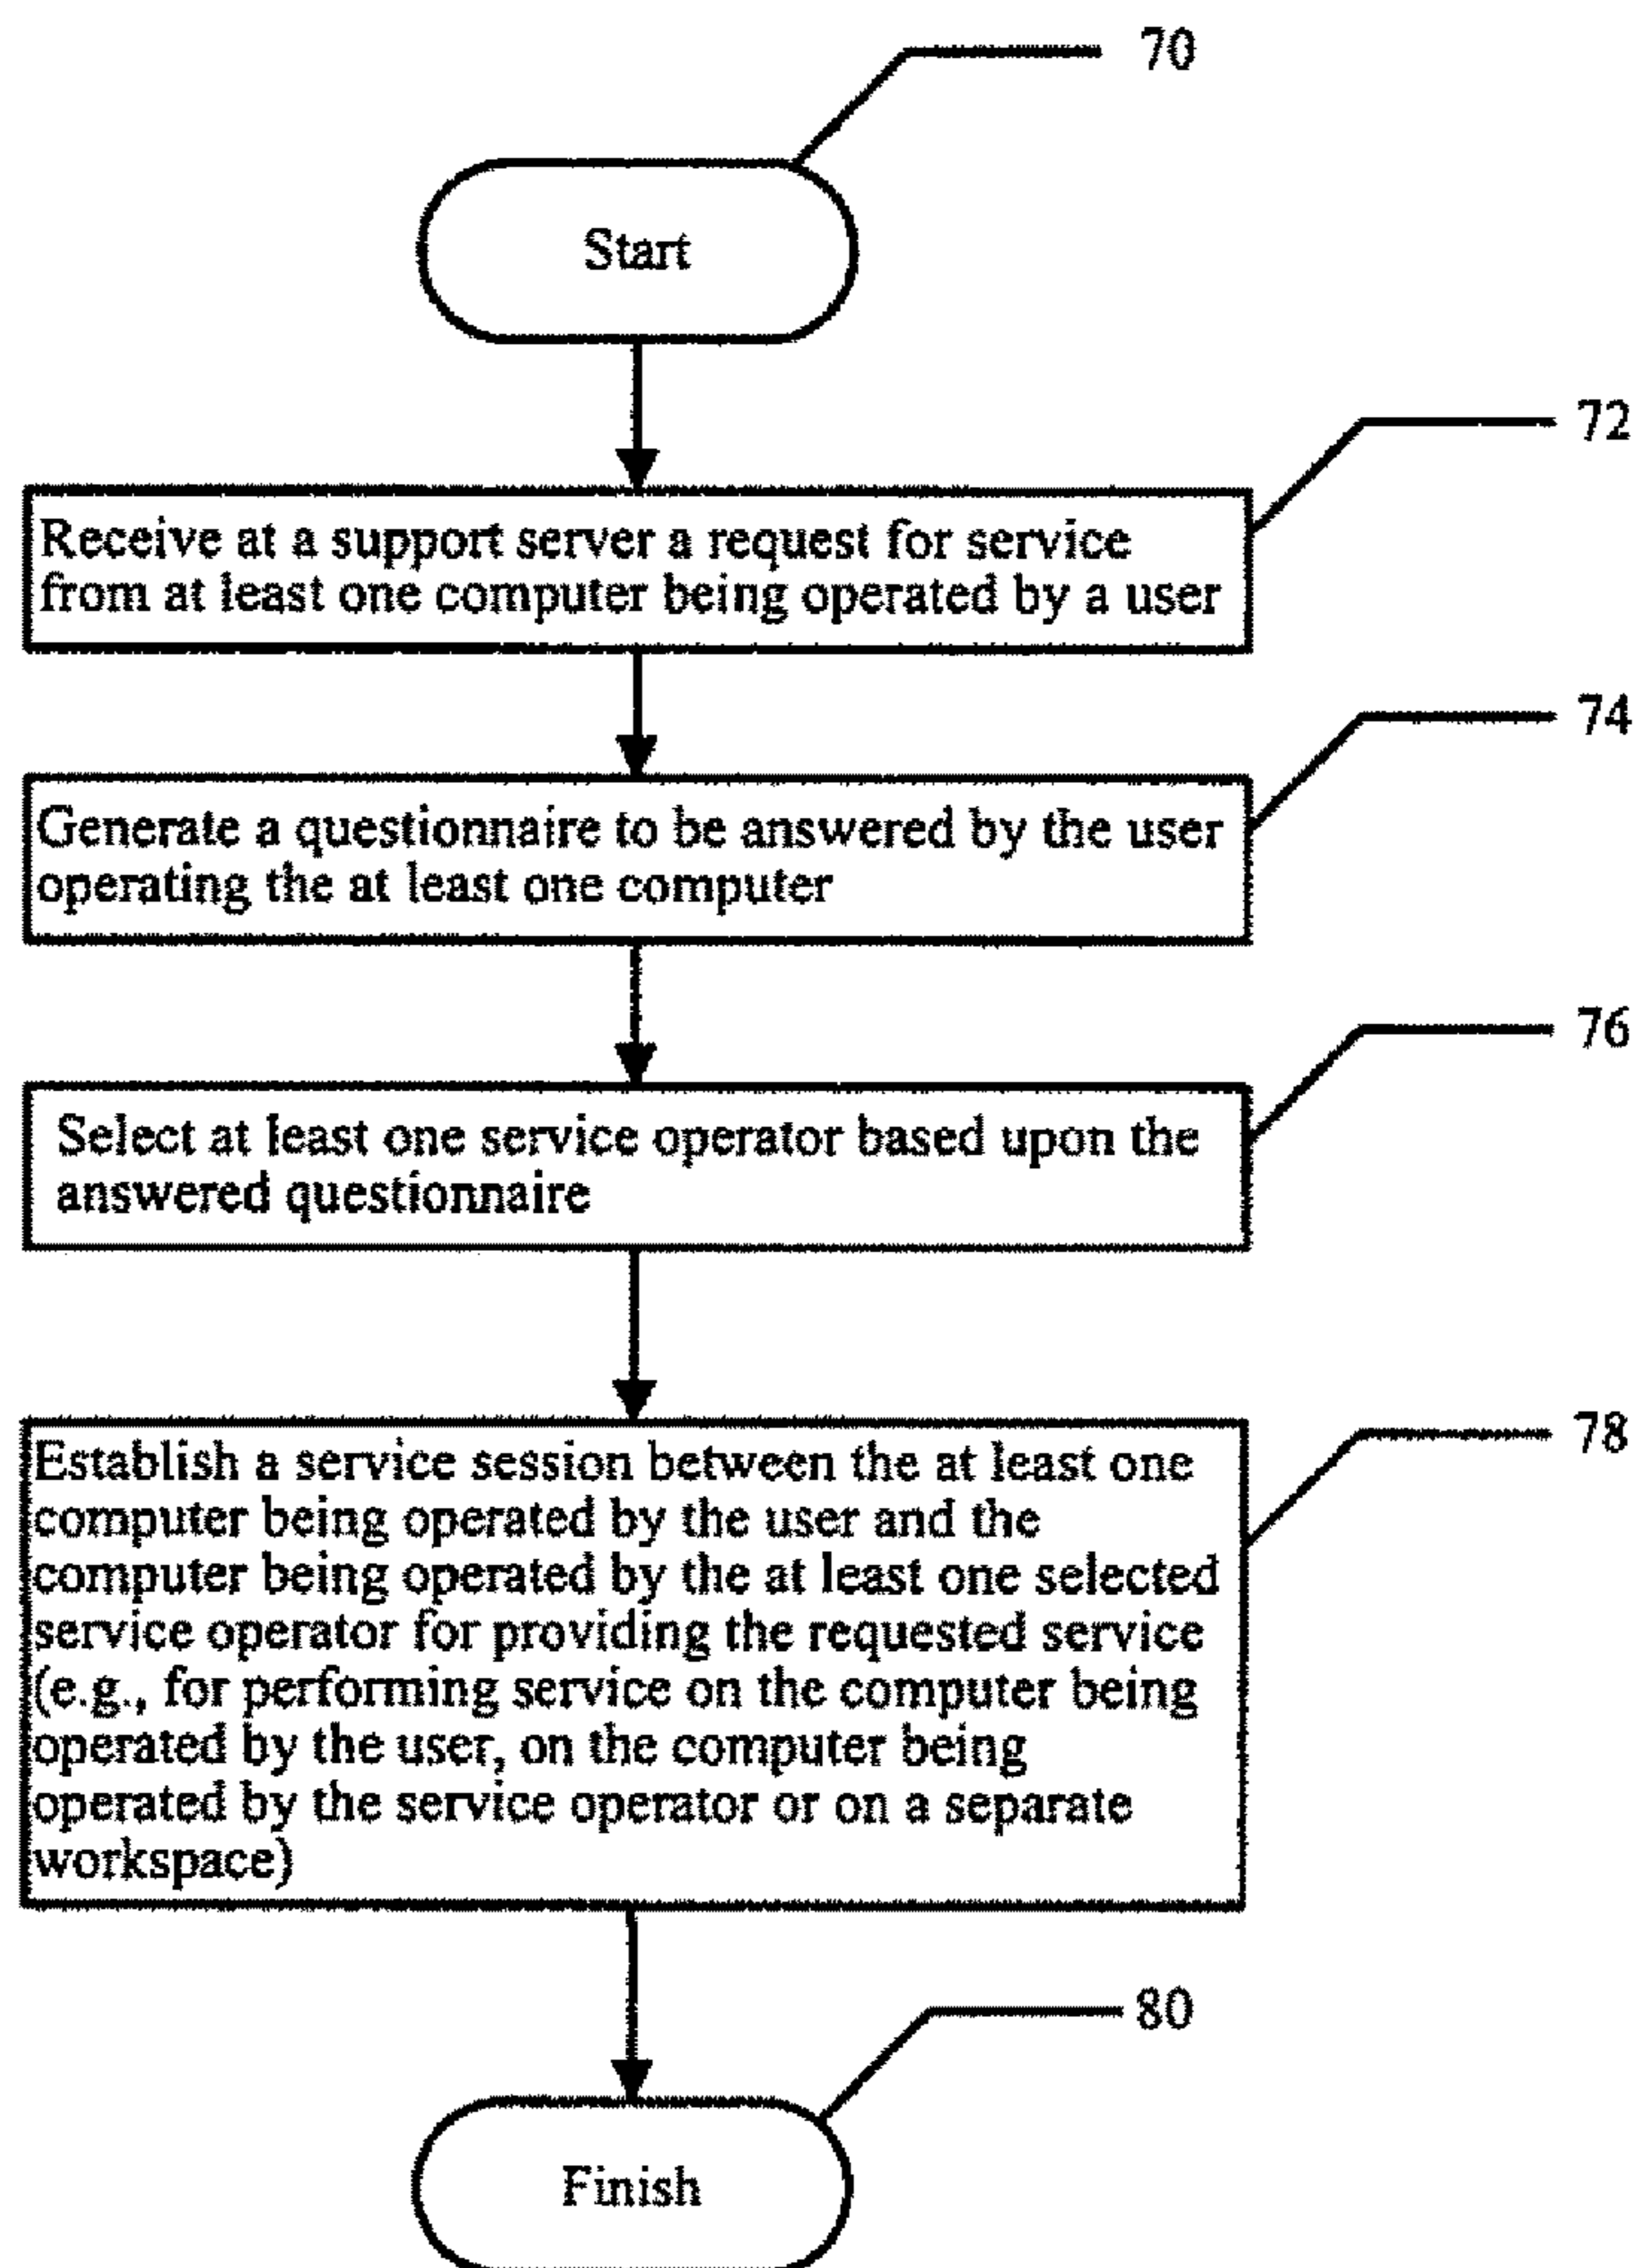 70
Start
72
Receive at a support server a request for service
from at least one computer being operated by a user
74
Generate a questionnaire to be answered by the user
operating the at least one computer
76
Select at least one service operator based upon the
answered questionnaire
78
Establish a service session between the at least one
computer being operated by the user and the
computer being operated by the at least one selected
service operator for providing the requested service
(e.g., for performing service on the computer being
operated by the user, on the computer being
operated by the service operator or on a separate
workspace)
80
Finish